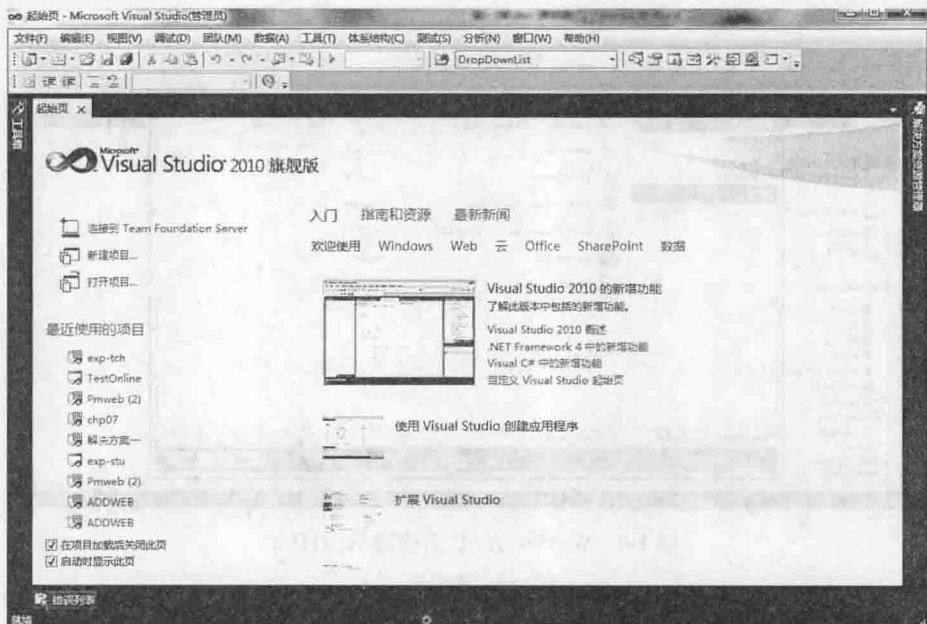 起始页 - Microsoft Visual Studio(管理员)
文件(F) 编辑(E) 视图(V) 调试(D) 团队(M) 数据(A) 工具(T) 体系结构(C) 测试(S) 分析(N) 窗口(W) 帮助(H)
DropDownList
起始页
工具箱
解决方案资源管理器
Microsoft
Visual Studio 2010 旗舰版
连接到 Team Foundation Server
新建项目...
打开项目...
最近使用的项目
exp-tch
TestOnline
Pmweb (2)
chp07
解决方案一
exp-stu
Pmweb (2)
ADDWEB
ADDWEB
在项目加载后关闭此页
启动时显示此页
入门 指南和资源 最新新闻
欢迎使用 Windows Web 云 Office SharePoint 数据
Visual Studio 2010 的新增功能
了解此版本中包括的新增功能。
Visual Studio 2010 概述
.NET Framework 4 中的新增功能
Visual C# 中的新增功能
自定义 Visual Studio 起始页
使用 Visual Studio 创建应用程序
扩展 Visual Studio
错误列表
就绪